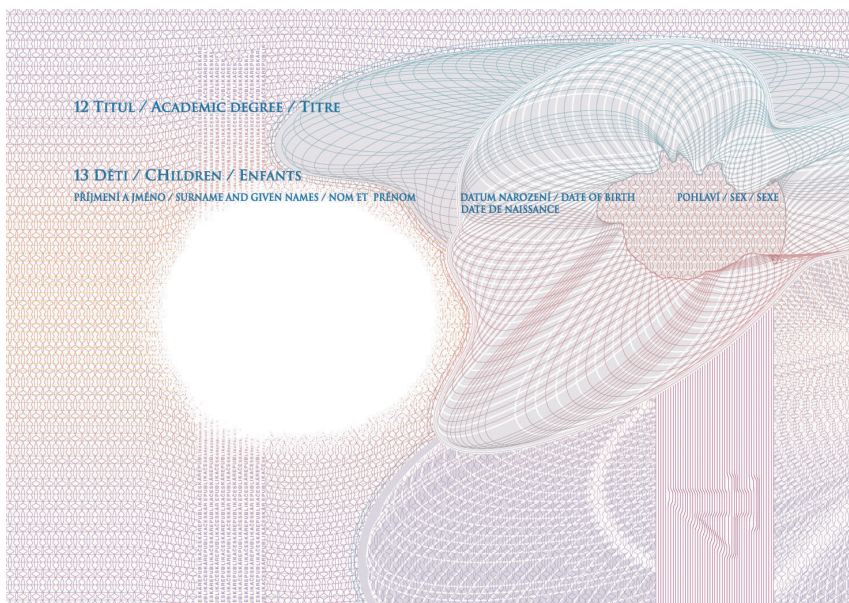 12 Titul / Academic degree / Titre
13 Děti / CHildren / Enfants
PŘÍJMENÍ A JMÉNO / SURNAME AND GIVEN NAMES / NOM ET PRÉNOM DATUM NAROZENÍ / DATE OF BIRTH POHLAVÍ / SEX / SEXE
DATE DE NAISSANCE
4